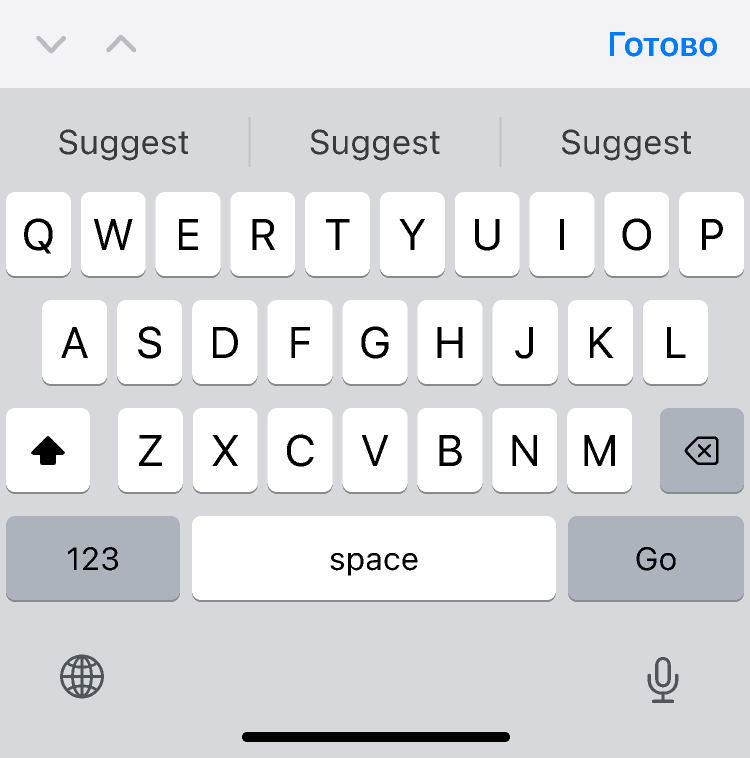 Готово
Suggest Suggest Suggest
Q W E R T Y U I O P
A S D F G H J K L
Z X C V B N M
123 space Go